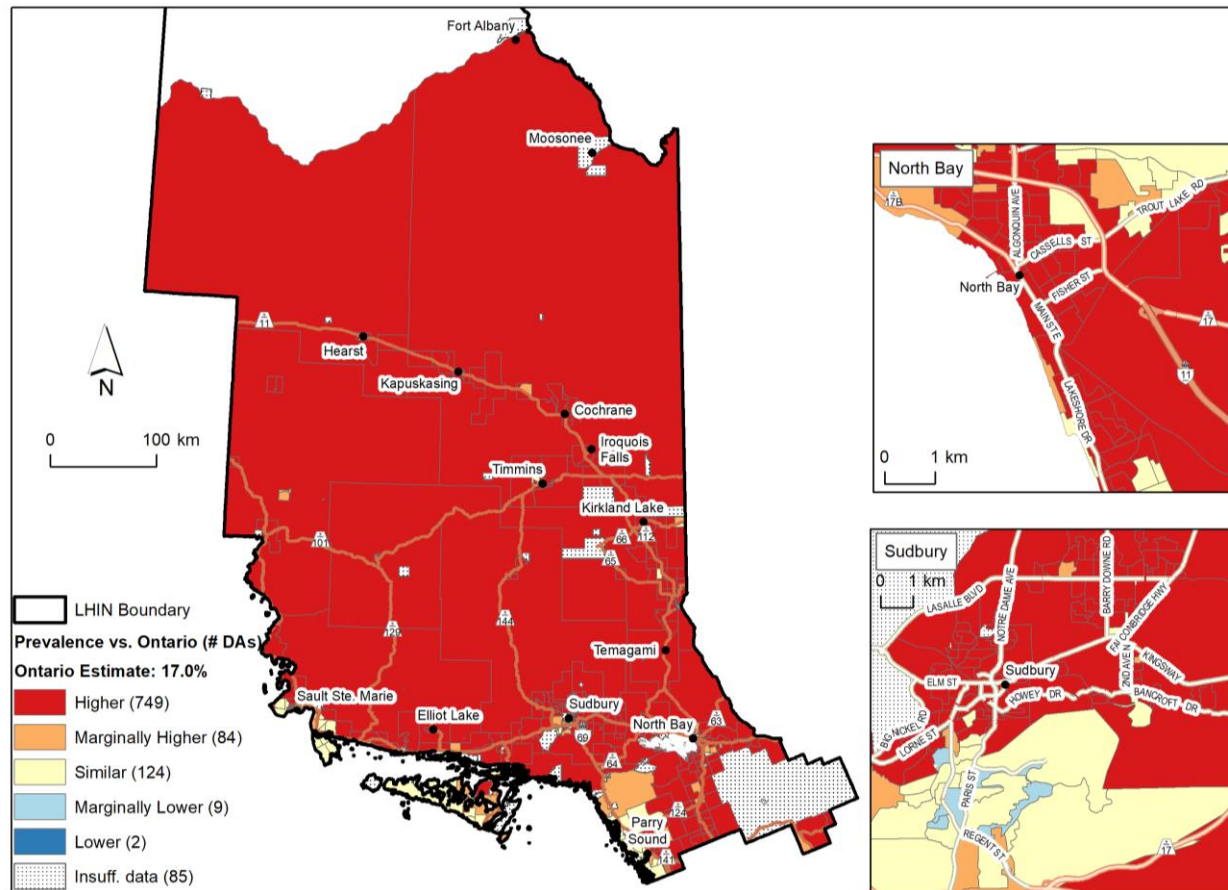 Fort Albany
Moosonee
11
Hearst
Kapuskasing
Cochrane
Iroquois
Falls
Timmins
Kirkland Lake
101
66
112
65
129
144
Temagami
Sault Ste. Marie
Elliot Lake
Sudbury
69
North Bay
63
64
124
Parry
Sound
141
N
0 100 km
LHIN Boundary
Prevalence vs. Ontario (# DAs)
Ontario Estimate: 17.0%
Higher (749)
Marginally Higher (84)
Similar (124)
Marginally Lower (9)
Lower (2)
Insuff. data (85)
North Bay
17B
ALGONQUIN AVE
TROUT LAKE RD
CASSELLS ST
North Bay
FISHER ST
MAIN ST E
17
11
LAKESHORE DR
0 1 km
Sudbury
0 1 km
LASALLE BLVD
NOTRE DAME AVE
BARRY DOWNE RD
FALCONBRIDGE HWY
ELM ST
Sudbury
2ND AVE N
KINGSWAY
HOWEY DR
BANCROFT DR
BIG NICKEL RD
LORNE ST
PARIS ST
REGENT ST
17